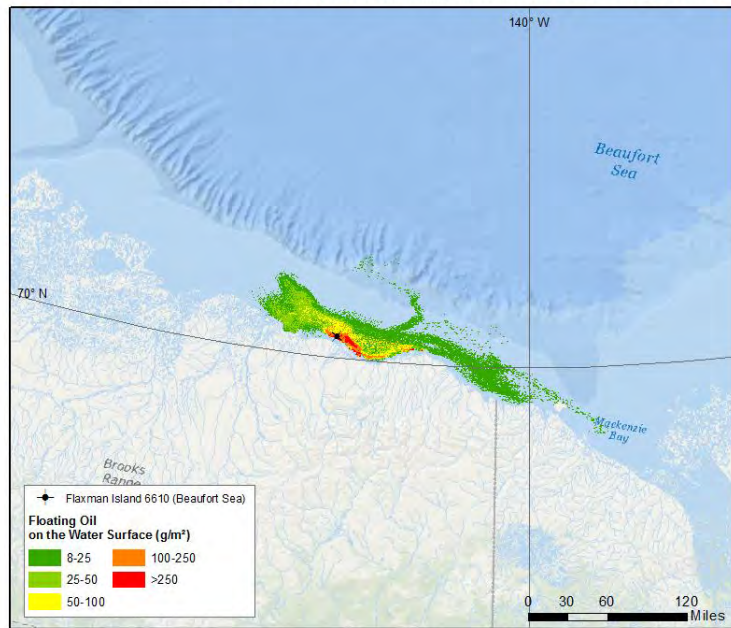 140° W
Beaufort
Sea
70° N
Mackenzie
Bay
Brooks
Range
Flaxman Island 6610 (Beaufort Sea)
Floating Oil
on the Water Surface (g/m²)
8-25
100-250
25-50
>250
50-100
0 30 60 120
Miles